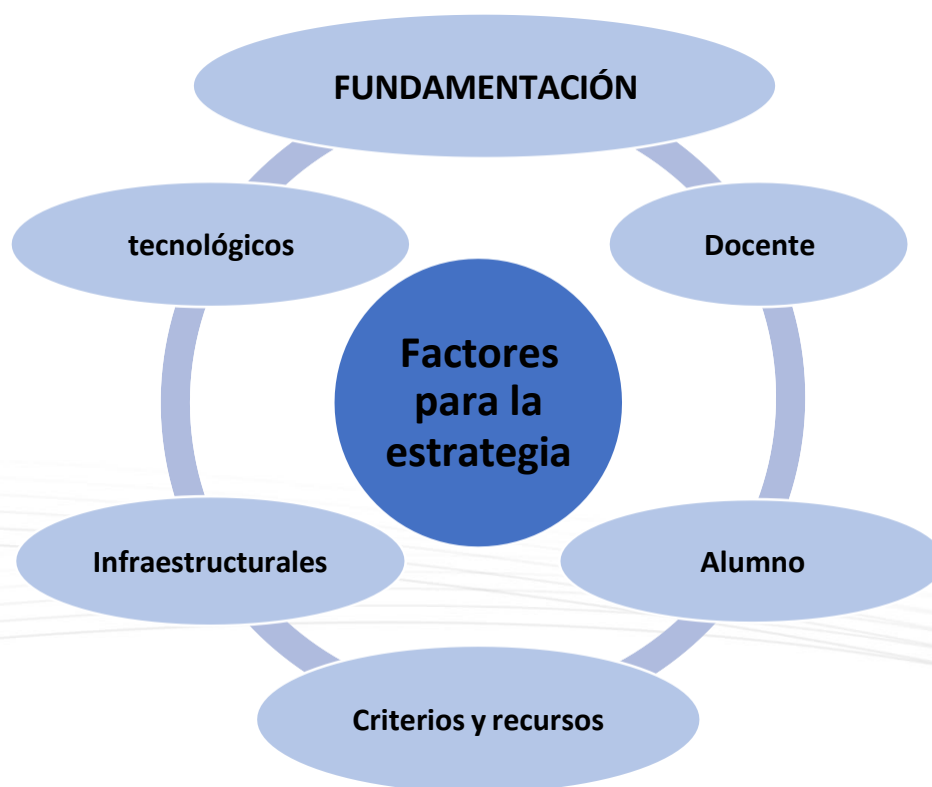 FUNDAMENTACIÓN
tecnológicos
Docente
Factores
para la
estrategia
Infraestructurales
Alumno
Criterios y recursos